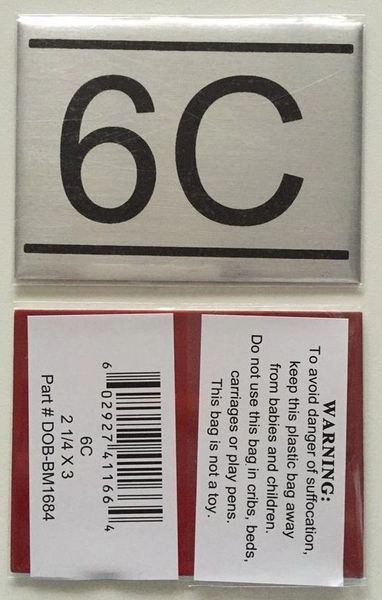 6C
WARNING:
To avoid danger of suffocation,
keep this plastic bag away
from babies and children.
Do not use this bag in cribs, beds,
carriages or play pens.
This bag is not a toy.
6 02927 41166 4
6C
2 1/4 X 3
Part # DOB-BM1684